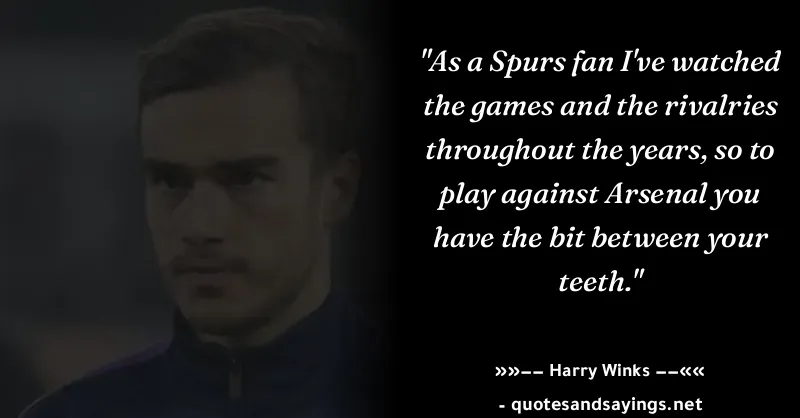 "As a Spurs fan I've watched
the games and the rivalries
throughout the years, so to
play against Arsenal you
have the bit between your
teeth."
»»−− Harry Winks −−««
- quotesandsayings.net